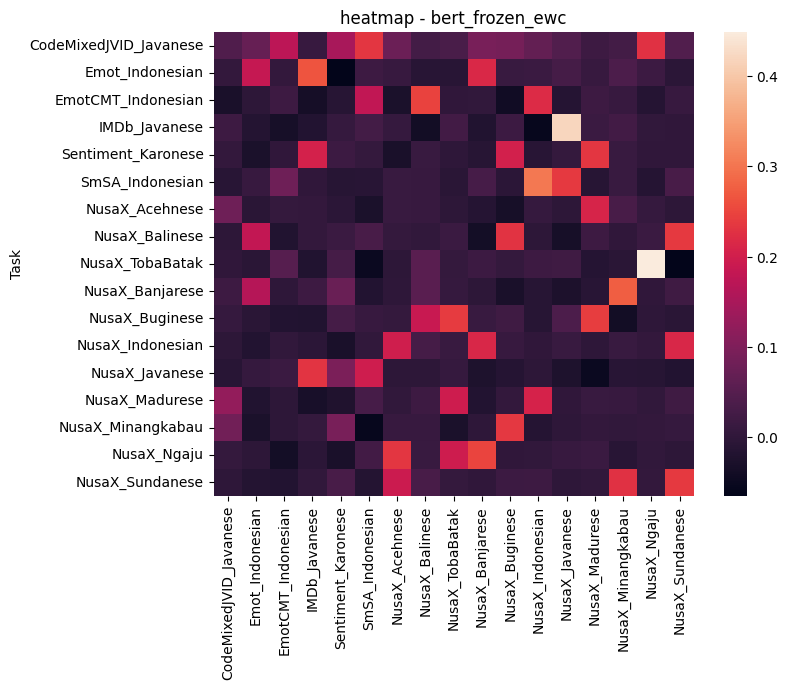 heatmap - bert_frozen_ewc
Task
CodeMixedJVID_Javanese
Emot_Indonesian
EmotCMT_Indonesian
IMDb_Javanese
Sentiment_Karonese
SmSA_Indonesian
NusaX_Acehnese
NusaX_Balinese
NusaX_TobaBatak
NusaX_Banjarese
NusaX_Buginese
NusaX_Indonesian
NusaX_Javanese
NusaX_Madurese
NusaX_Minangkabau
NusaX_Ngaju
NusaX_Sundanese
CodeMixedJVID_Javanese
Emot_Indonesian
EmotCMT_Indonesian
IMDb_Javanese
Sentiment_Karonese
SmSA_Indonesian
NusaX_Acehnese
NusaX_Balinese
NusaX_TobaBatak
NusaX_Banjarese
NusaX_Buginese
NusaX_Indonesian
NusaX_Javanese
NusaX_Madurese
NusaX_Minangkabau
NusaX_Ngaju
NusaX_Sundanese
0.4
0.3
0.2
0.1
0.0